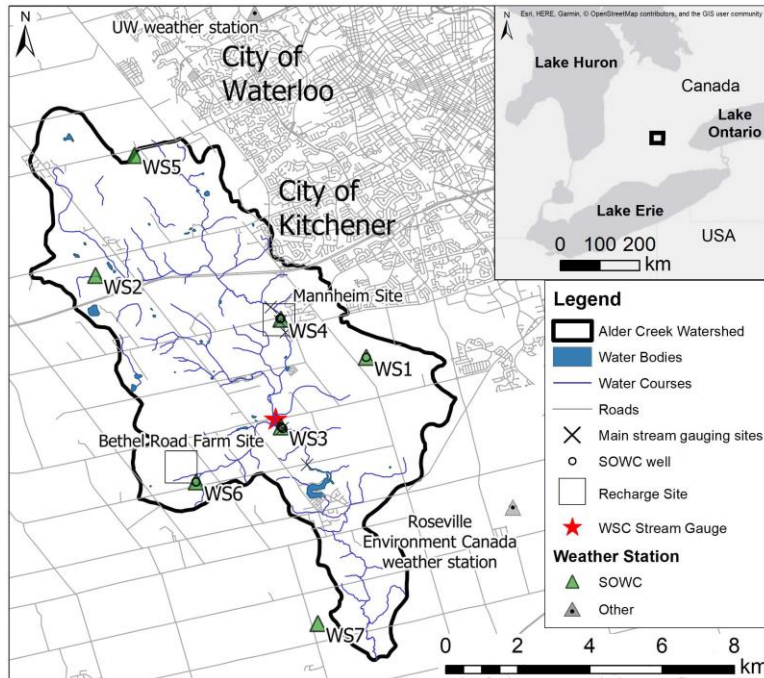 N
UW weather station
City of
Waterloo
WS5
City of
Kitchener
WS2
Mannheim Site
WS4
WS1
Bethel Road Farm Site
WS3
WS6
Roseville
Environment Canada
weather station
WS7
0 2 4 6 8
km
Esri, HERE, Garmin, © OpenStreetMap contributors, and the GIS user community
N
Lake Huron
Canada
Lake
Ontario
Lake Erie
USA
0 100 200
km
Legend
Alder Creek Watershed
Water Bodies
Water Courses
Roads
Main stream gauging sites
SOWC well
Recharge Site
WSC Stream Gauge
Weather Station
SOWC
Other